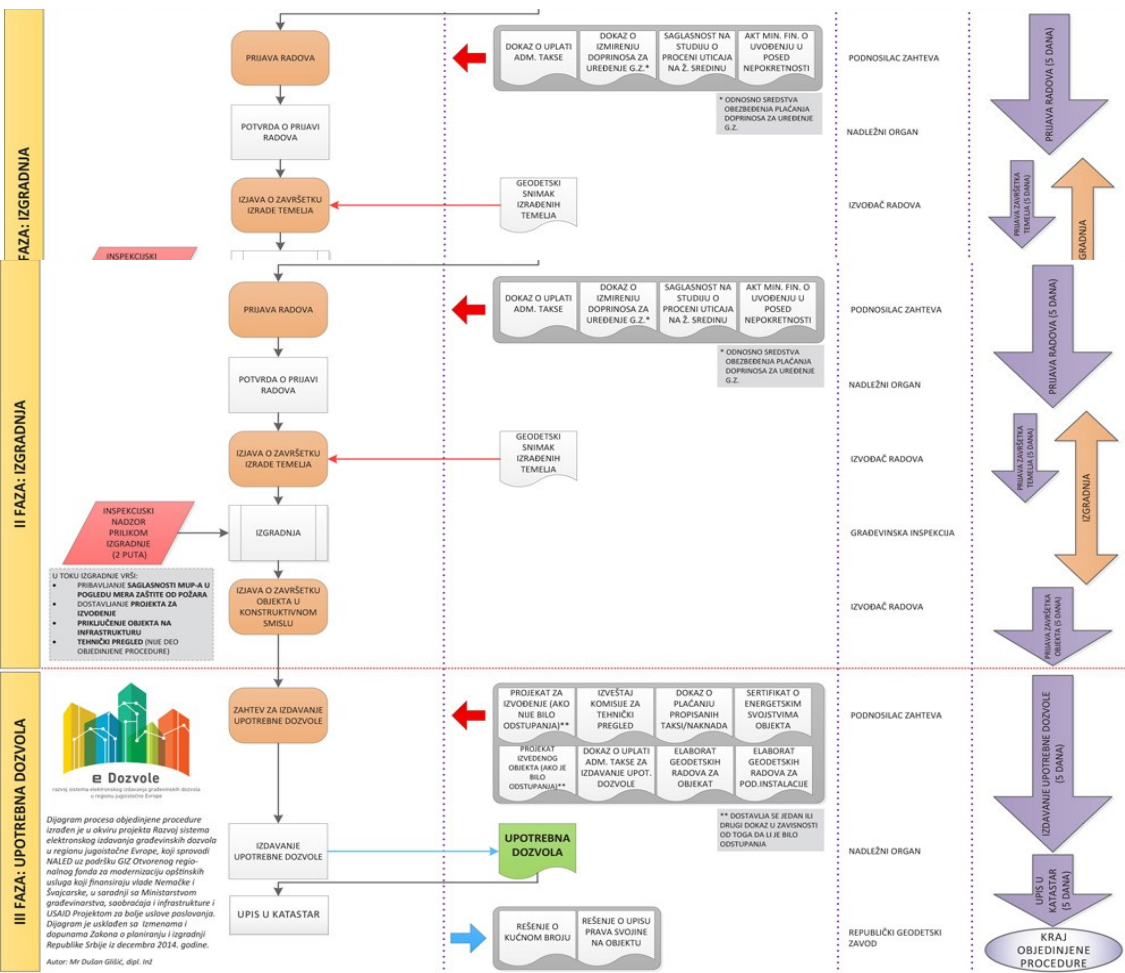 FAZA: IZGRADNJA
PRIJAVA RADOVA
DOKAZ O UPLATI
ADM. TAKSE
DOKAZ O
IZMIRENJU
DOPRINOSA ZA
UREĐENJE G.Z.*
SAGLASNOST NA
STUDIJU O
PROCENI UTICAJA
NA Ž. SREDINU
AKT MIN. FIN. O
UVOĐENJU U
POSED
NEPOKRETNOSTI
* ODNOSNO SREDSTVA
OBEZBEĐENJA PLAĆANJA
DOPRINOSA ZA UREĐENJE
G.Z.
PODNOSILAC ZAHTEVA
PRIJAVA RADOVA (5 DANA)
POTVRDA O PRIJAVI
RADOVA
NADLEŽNI ORGAN
IZJAVA O ZAVRŠETKU
IZRADE TEMELJA
GEODETSKI
SNIMAK
IZRAĐENIH
TEMELJA
IZVOĐAČ RADOVA
PRIJAVA ZAVRŠETKA
TEMELJA (5 DANA)
GRADNJA
INSPEKCIJSKI
II FAZA: IZGRADNJA
PRIJAVA RADOVA
DOKAZ O UPLATI
ADM. TAKSE
DOKAZ O
IZMIRENJU
DOPRINOSA ZA
UREĐENJE G.Z.*
SAGLASNOST NA
STUDIJU O
PROCENI UTICAJA
NA Ž. SREDINU
AKT MIN. FIN. O
UVOĐENJU U
POSED
NEPOKRETNOSTI
* ODNOSNO SREDSTVA
OBEZBEĐENJA PLAĆANJA
DOPRINOSA ZA UREĐENJE
G.Z.
PODNOSILAC ZAHTEVA
PRIJAVA RADOVA (5 DANA)
POTVRDA O PRIJAVI
RADOVA
NADLEŽNI ORGAN
IZJAVA O ZAVRŠETKU
IZRADE TEMELJA
GEODETSKI
SNIMAK
IZRAĐENIH
TEMELJA
IZVOĐAČ RADOVA
PRIJAVA ZAVRŠETKA
TEMELJA (5 DANA)
IZGRADNJA
INSPEKCIJSKI
NADZOR
PRILIKOM
IZGRADNJE
(2 PUTA)
IZGRADNJA
GRAĐEVINSKA INSPEKCIJA
U TOKU IZGRADNJE VRŠI:
• PRIBAVLJANJE SAGLASNOSTI MUP-A U
POGLEDU MERA ZAŠTITE OD POŽARA
• DOSTAVLJANJE PROJEKTA ZA
IZVOĐENJE
• PRIKLJUČENJE OBJEKTA NA
INFRASTRUKTURU
• TEHNIČKI PREGLED (NIJE DEO
OBJEDINJENE PROCEDURE)
IZJAVA O ZAVRŠETKU
OBJEKTA U
KONSTRUKTIVNOM
SMISLU
IZVOĐAČ RADOVA
PRIJAVA ZAVRŠETKA
OBJEKTA (5 DANA)
III FAZA: UPOTREBNA DOZVOLA
e Dozvole
razvoj sistema elektronskog izdavanja građevinskih dozvola
u regionu jugoistočne Evrope
ZAHTEV ZA IZDAVANJE
UPOTREBNE DOZVOLE
PROJEKAT ZA
IZVOĐENJE (AKO
NIJE BILO
ODSTUPANJA)**
IZVEŠTAJ
KOMISIJE ZA
TEHNIČKI
PREGLED
DOKAZ O
PLAĆANJU
PROPISANIH
TAKSI/NAKNADA
SERTIFIKAT O
ENERGETSKIM
SVOJSTVIMA
OBJEKTA
PROJEKAT
IZVEDENOG
OBJEKTA (AKO JE
BILO
ODSTUPANJA)**
DOKAZ O UPLATI
ADM. TAKSE ZA
IZDAVANJE UPOT.
DOZVOLE
ELABORAT
GEODETSKIH
RADOVA ZA
OBJEKAT
ELABORAT
GEODETSKIH
RADOVA ZA
POD.INSTALACIJE
** DOSTAVLJA SE JEDAN ILI
DRUGI DOKAZ U ZAVISNOSTI
OD TOGA DA LI JE BILO
ODSTUPANJA
PODNOSILAC ZAHTEVA
IZDAVANJE UPOTREBNE DOZVOLE
(5 DANA)
Dijagram procesa objedinjene procedure
izrađen je u okviru projekta Razvoj sistema
elektronskog izdavanja građevinskih dozvola
u regionu jugoistočne Evrope, koji sprovodi
NALED uz podršku GIZ Otvorenog regio-
nalnog fonda za modernizaciju opštinskih
usluga koji finansiraju vlade Nemačke i
Švajcarske, u saradnji sa Ministarstvom
građevinarstva, saobraćaja i infrastrukture i
USAID Projektom za bolje uslove poslovanja.
Dijagram je usklađen sa Izmenama i
dopunama Zakona o planiranju i izgradnji
Republike Srbije iz decembra 2014. godine.
Autor: Mr Dušan Glišić, dipl. Inž
IZDAVANJE
UPOTREBNE DOZVOLE
UPOTREBNA
DOZVOLA
NADLEŽNI ORGAN
UPIS U KATASTAR
UPIS U
KATASTAR
(5 DANA)
REŠENJE O
KUĆNOM BROJU
REŠENJE O UPISU
PRAVA SVOJINE
NA OBJEKTU
REPUBLIČKI GEODETSKI
ZAVOD
KRAJ
OBJEDINJENE
PROCEDURE